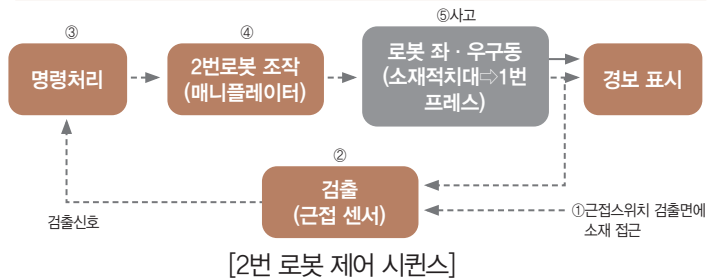 ③
명령처리
④
2번로봇 조작
(매니플레이터)
⑤사고
로봇 좌 · 우구동
(소재적치대⇨1번
프레스)
경보 표시
②
검출
(근접 센서)
검출신호
①근접스위치 검출면에
소재 접근
[2번 로봇 제어 시퀸스]